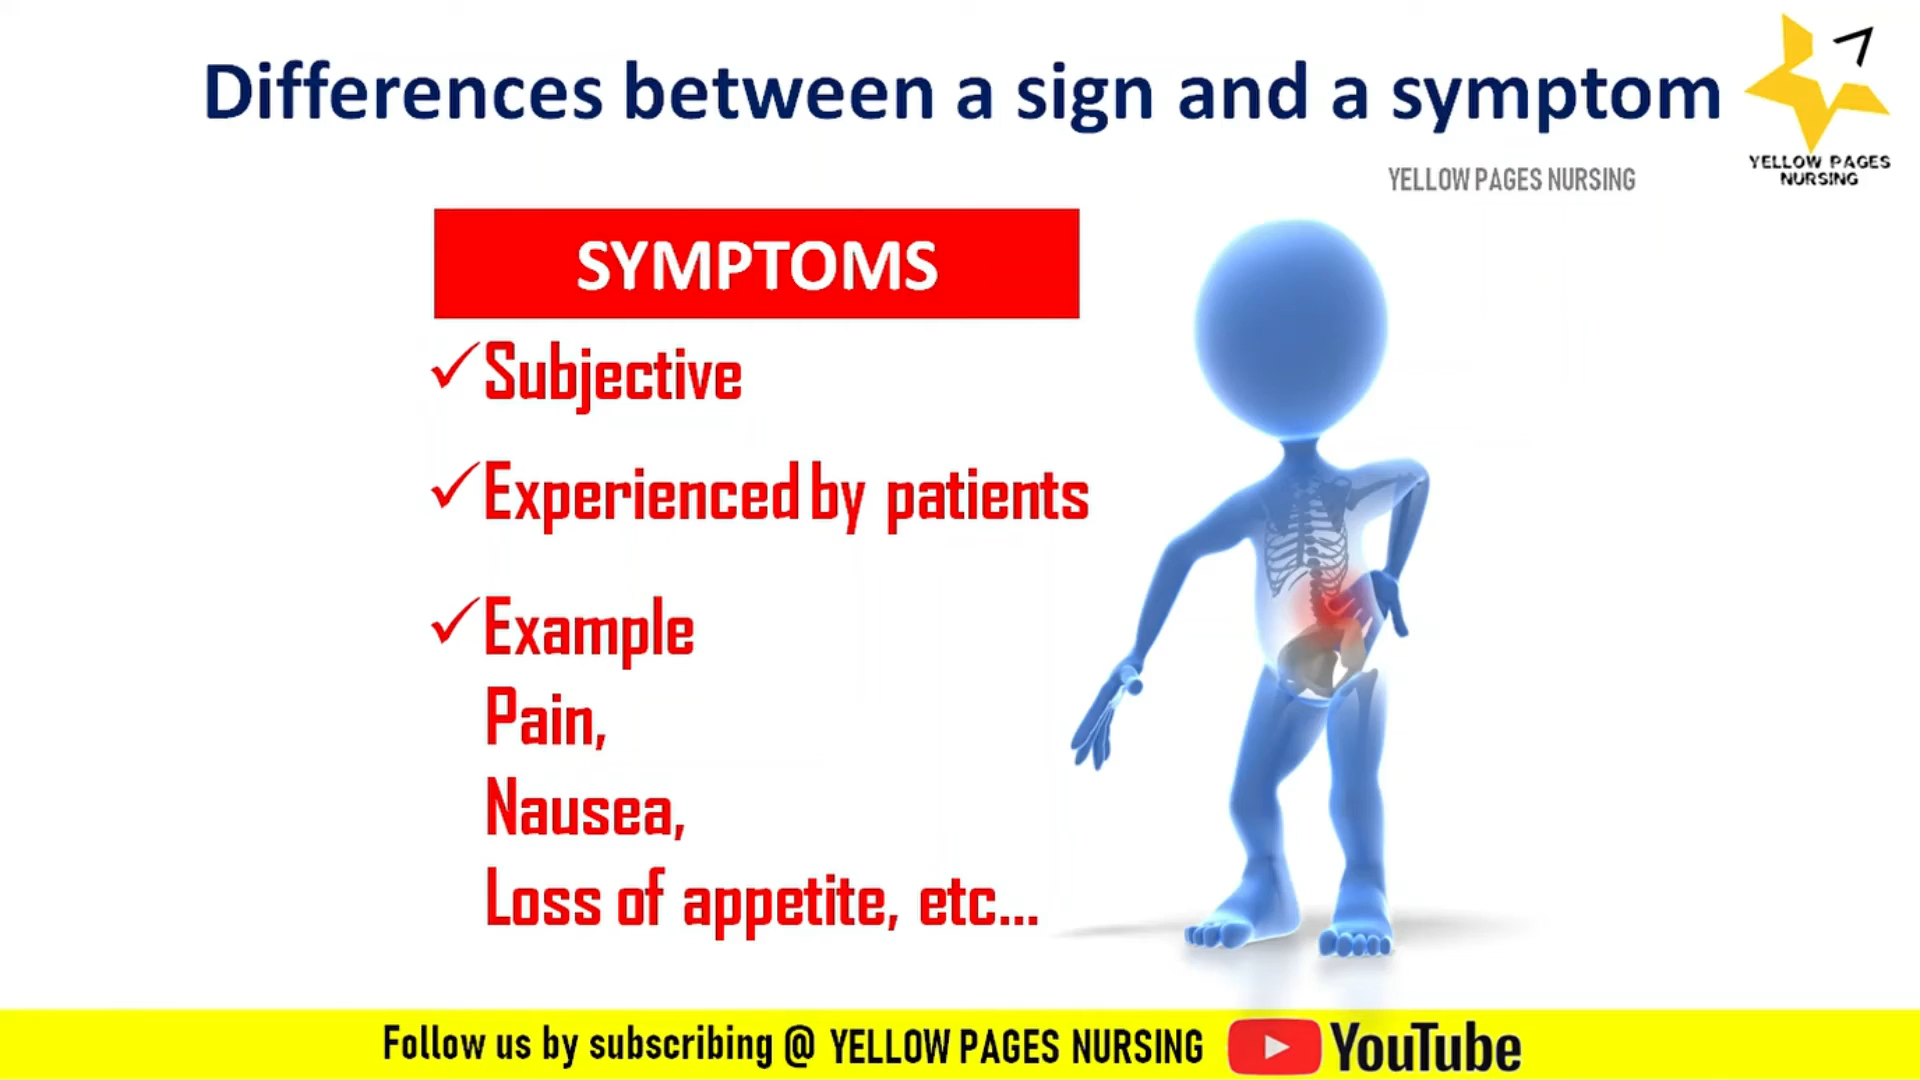 Differences between a sign and a symptom
YELLOW PAGES
NURSING
YELLOW PAGES NURSING
SYMPTOMS
Subjective
Experienced by patients
Example
Pain,
Nausea,
Loss of appetite, etc...
Follow us by subscribing @ YELLOW PAGES NURSING YouTube